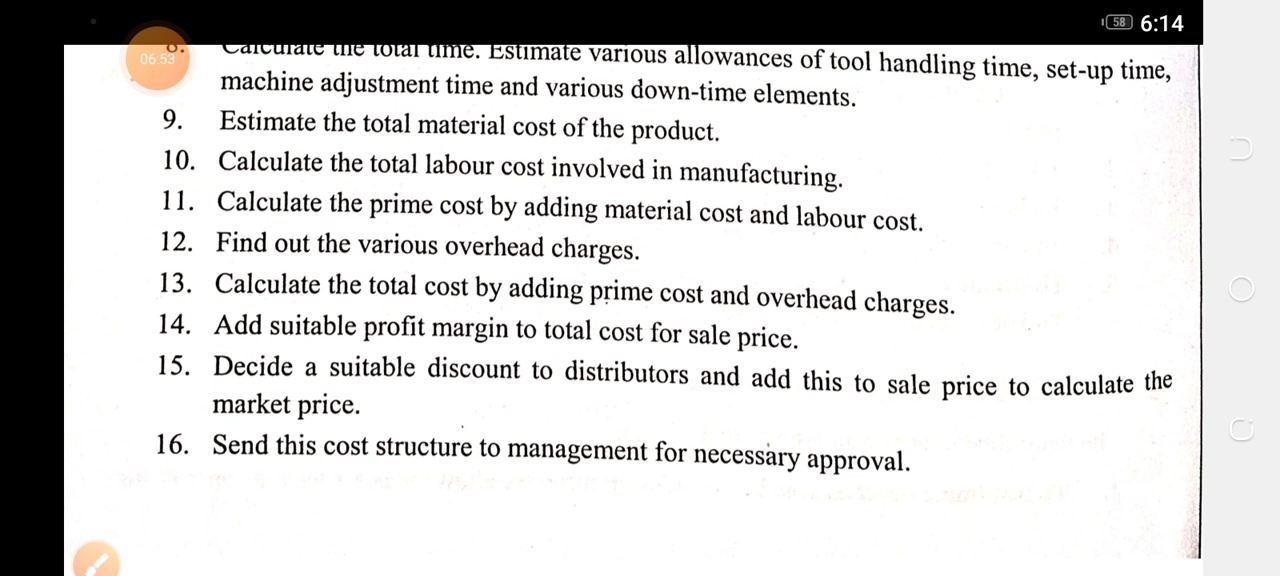 58 6:14
06:53
8. Calculate the total time. Estimate various allowances of tool handling time, set-up time,
machine adjustment time and various down-time elements.
9. Estimate the total material cost of the product.
10. Calculate the total labour cost involved in manufacturing.
11. Calculate the prime cost by adding material cost and labour cost.
12. Find out the various overhead charges.
13. Calculate the total cost by adding prime cost and overhead charges.
14. Add suitable profit margin to total cost for sale price.
15. Decide a suitable discount to distributors and add this to sale price to calculate the
market price.
16. Send this cost structure to management for necessary approval.